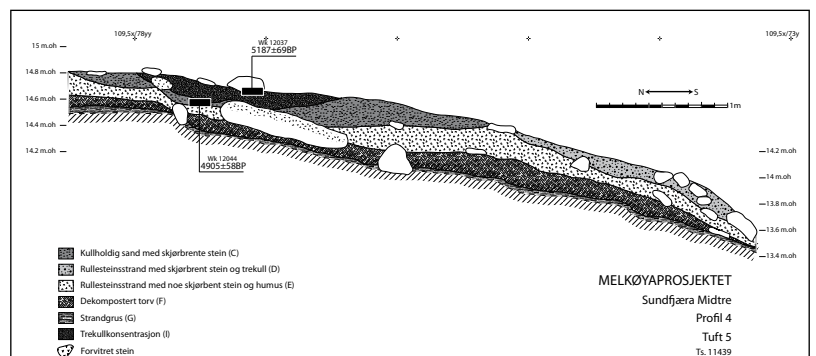 109,5x/78yy
109,5x/73y
Wk 12037
5187±69BP
15 m.oh
14.8 m.oh
14.6 m.oh
14.4 m.oh
14.2 m.oh
N S
1m
Wk 12044
4905±58BP
14.2 m.oh
14 m.oh
13.8 m.oh
13.6 m.oh
13.4 m.oh
Kullholdig sand med skjørbrente stein (C)
Rullesteinsstrand med skjørbent stein og trekull (D)
Rullesteinsstrand med noe skjørbent stein og humus (E)
Dekompostert torv (F)
Strandgrus (G)
Trekullkonsentrasjon (I)
Forvitret stein
MELKØYAPROSJEKTET
Sundfjæra Midtre
Profil 4
Tuft 5
Ts. 11439